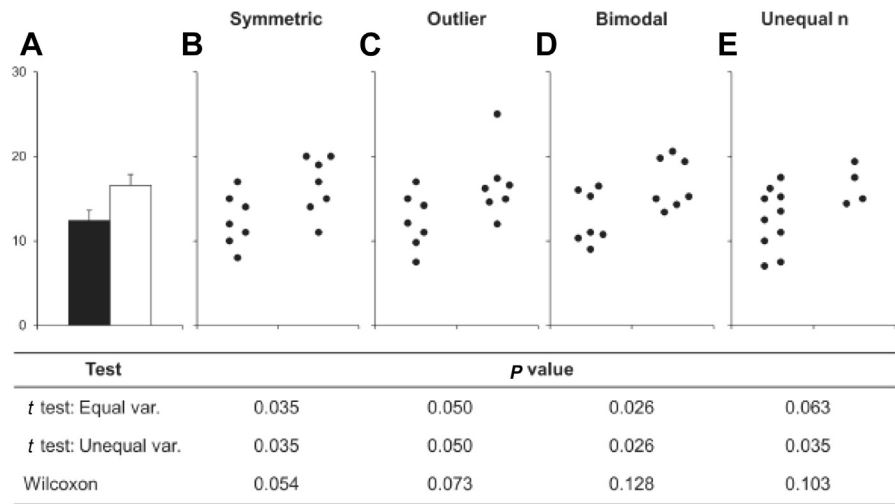 Symmetric Outlier Bimodal Unequal n
A B C D E
30
20
10
0
Test P value
t test: Equal var. 0.035 0.050 0.026 0.063
t test: Unequal var. 0.035 0.050 0.026 0.035
Wilcoxon 0.054 0.073 0.128 0.103